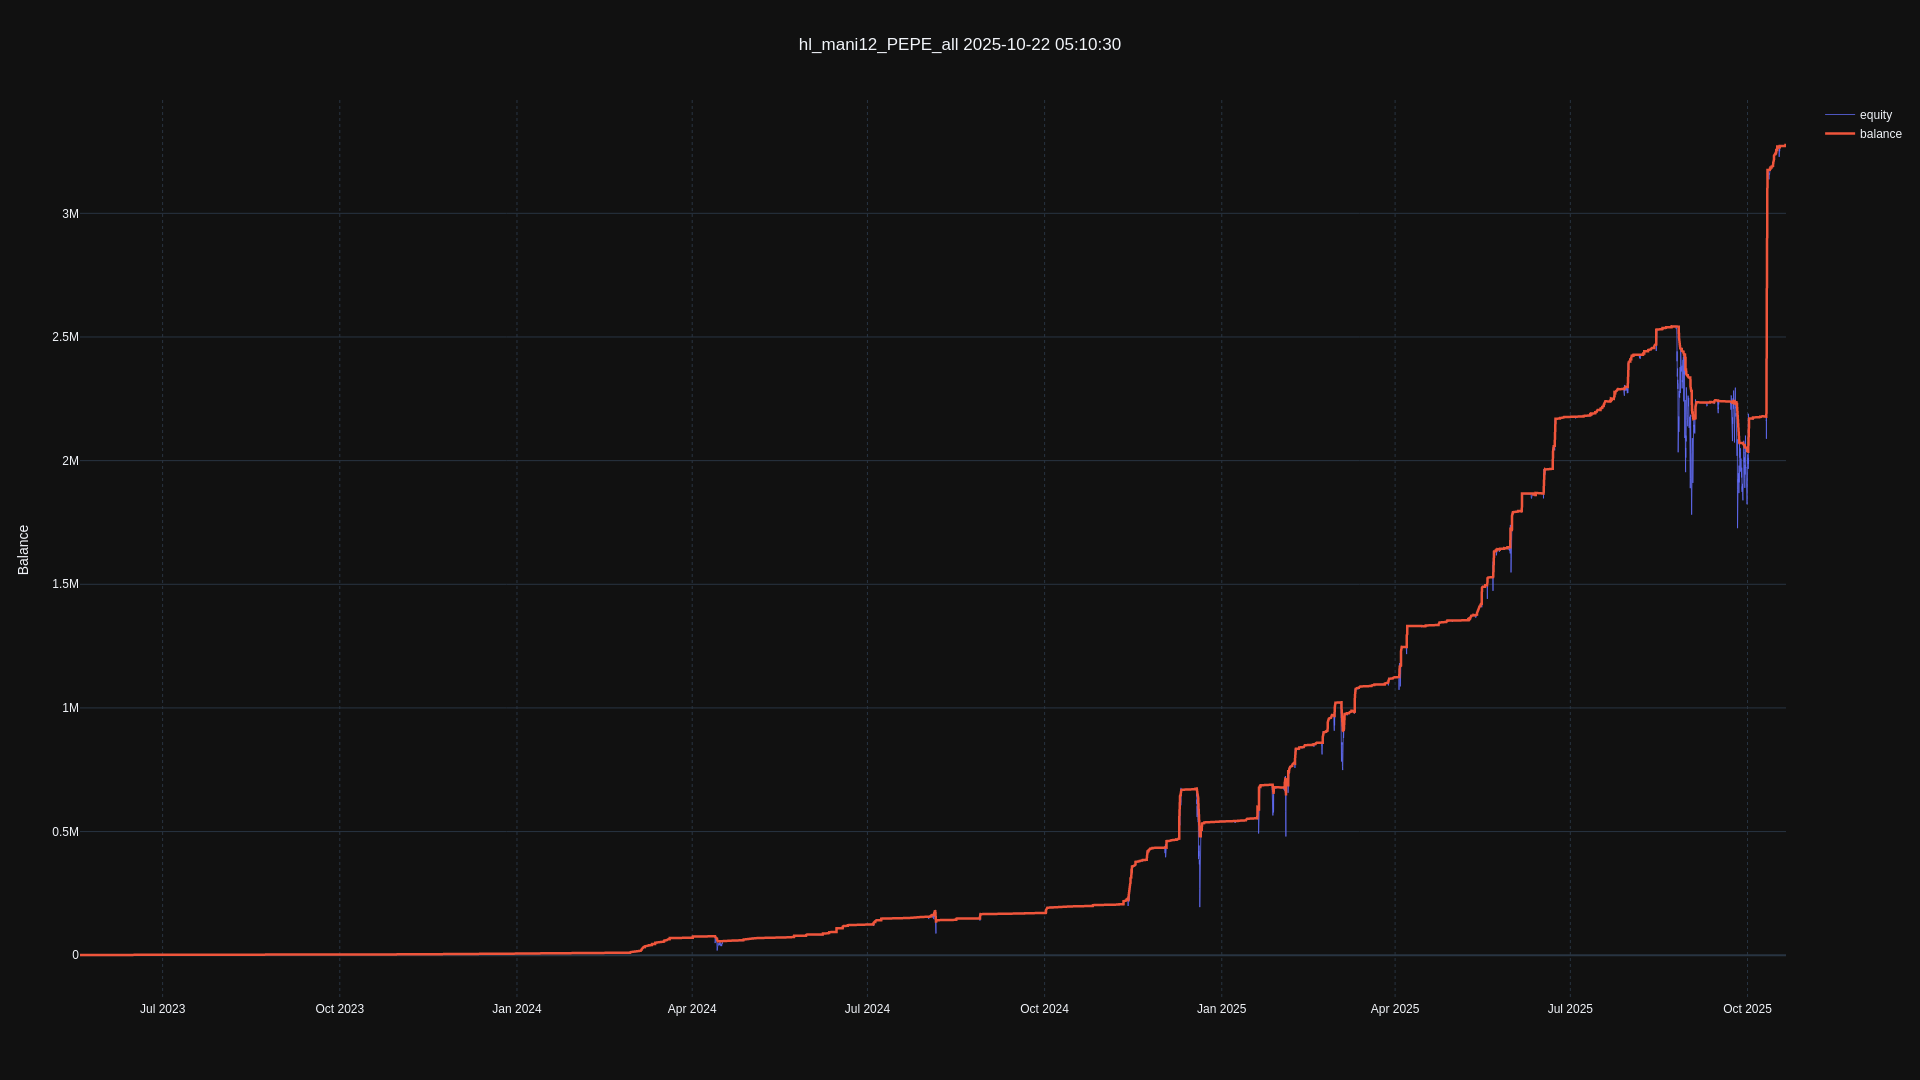 hl_mani12_PEPE_all 2025-10-22 05:10:30
equity
balance
3M
2.5M
2M
1.5M
1M
0.5M
0
Balance
Jul 2023
Oct 2023
Jan 2024
Apr 2024
Jul 2024
Oct 2024
Jan 2025
Apr 2025
Jul 2025
Oct 2025